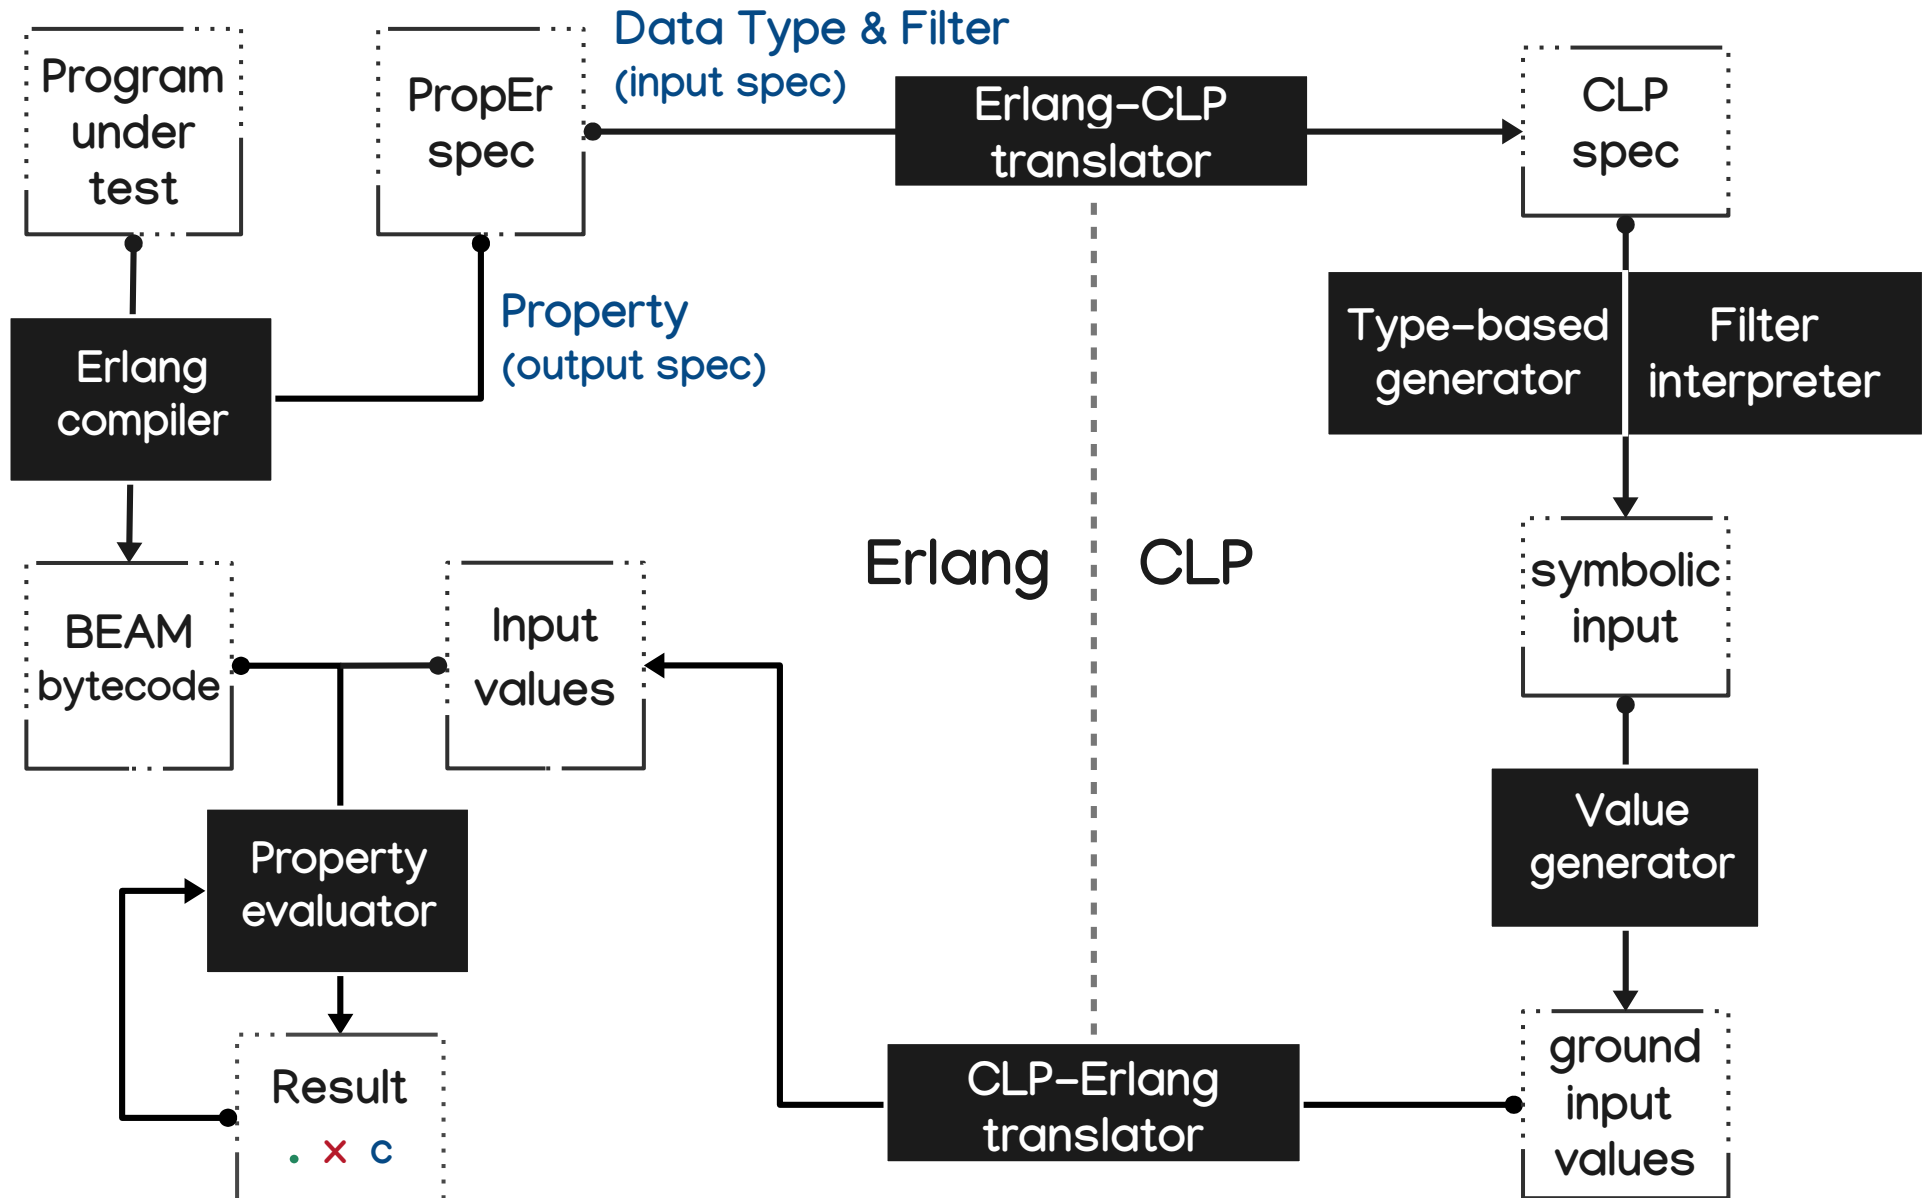 Program
under
test
PropEr
spec
Data Type & Filter
(input spec)
Erlang-CLP
translator
CLP
spec
Property
(output spec)
Erlang
compiler
Type-based
generator
Filter
interpreter
Erlang
CLP
symbolic
input
BEAM
bytecode
Input
values
Value
generator
Property
evaluator
Result
. X C
CLP-Erlang
translator
ground
input
values